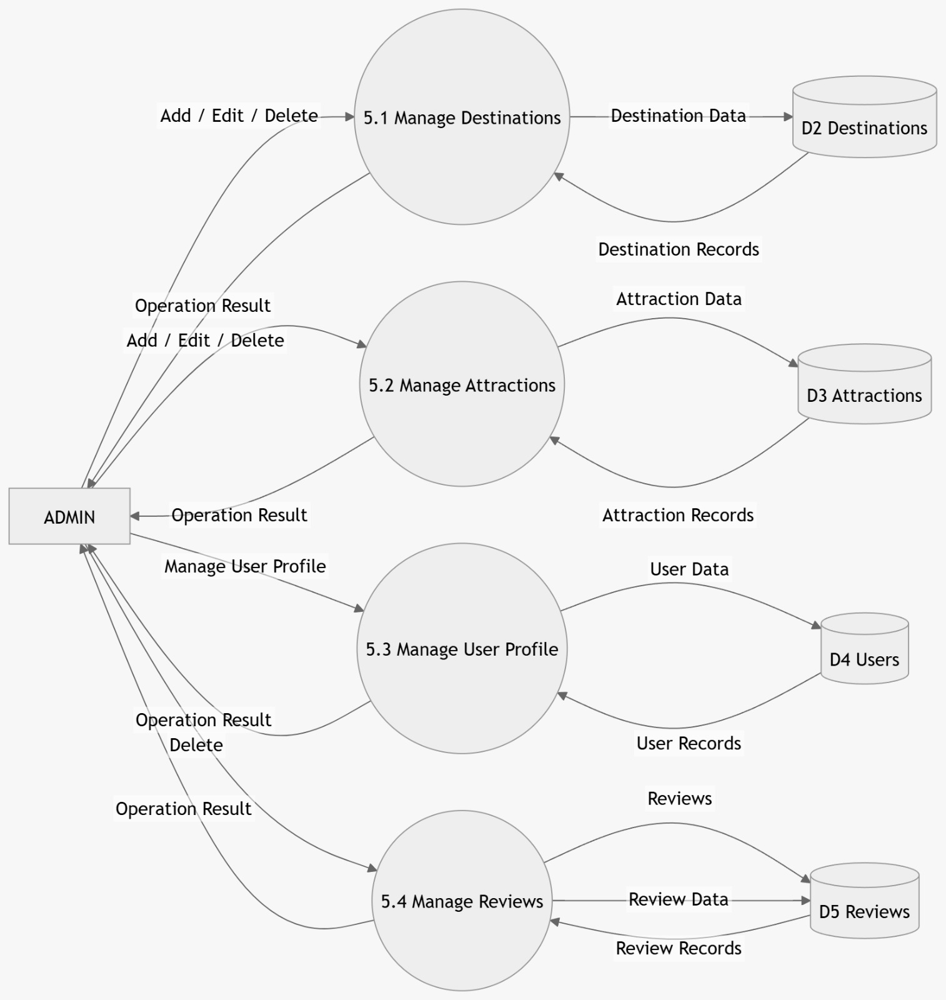 Add / Edit / Delete
5.1 Manage Destinations
Destination Data
D2 Destinations
Destination Records
Operation Result
Add / Edit / Delete
Attraction Data
5.2 Manage Attractions
D3 Attractions
ADMIN
Operation Result
Attraction Records
Manage User Profile
User Data
5.3 Manage User Profile
D4 Users
Operation Result
Delete
User Records
Operation Result
Reviews
5.4 Manage Reviews
Review Data
D5 Reviews
Review Records